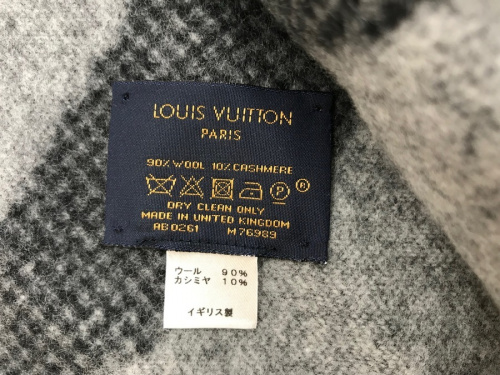 LOUIS VUITTON
PARIS
90% WOOL 10% CASHMERE
P ®
DRY CLEAN ONLY
MADE IN UNITED KINGDOM
AB0261 M76989
ウール 90%
カシミヤ 10%
イギリス製